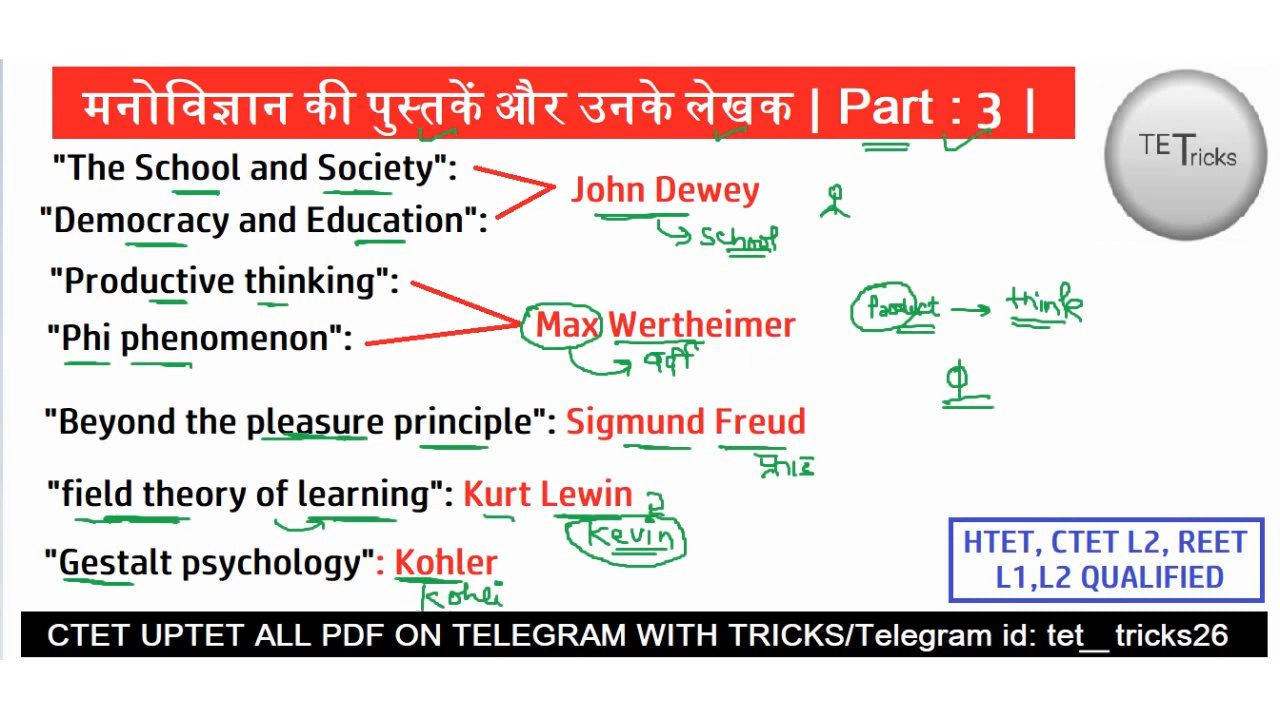 मनोविज्ञान की पुस्तकें और उनके लेखक | Part : 3 |
TETricks
"The School and Society":
"Democracy and Education":
John Dewey
school
"Productive thinking":
"Phi phenomenon":
Max Wertheimer
Product → think
ϕ
"Beyond the pleasure principle": Sigmund Freud
"field theory of learning": Kurt Lewin
Kevin
"Gestalt psychology": Kohler
Kohli
HTET, CTET L2, REET
L1,L2 QUALIFIED
CTET UPTET ALL PDF ON TELEGRAM WITH TRICKS/Telegram id: tet__tricks26